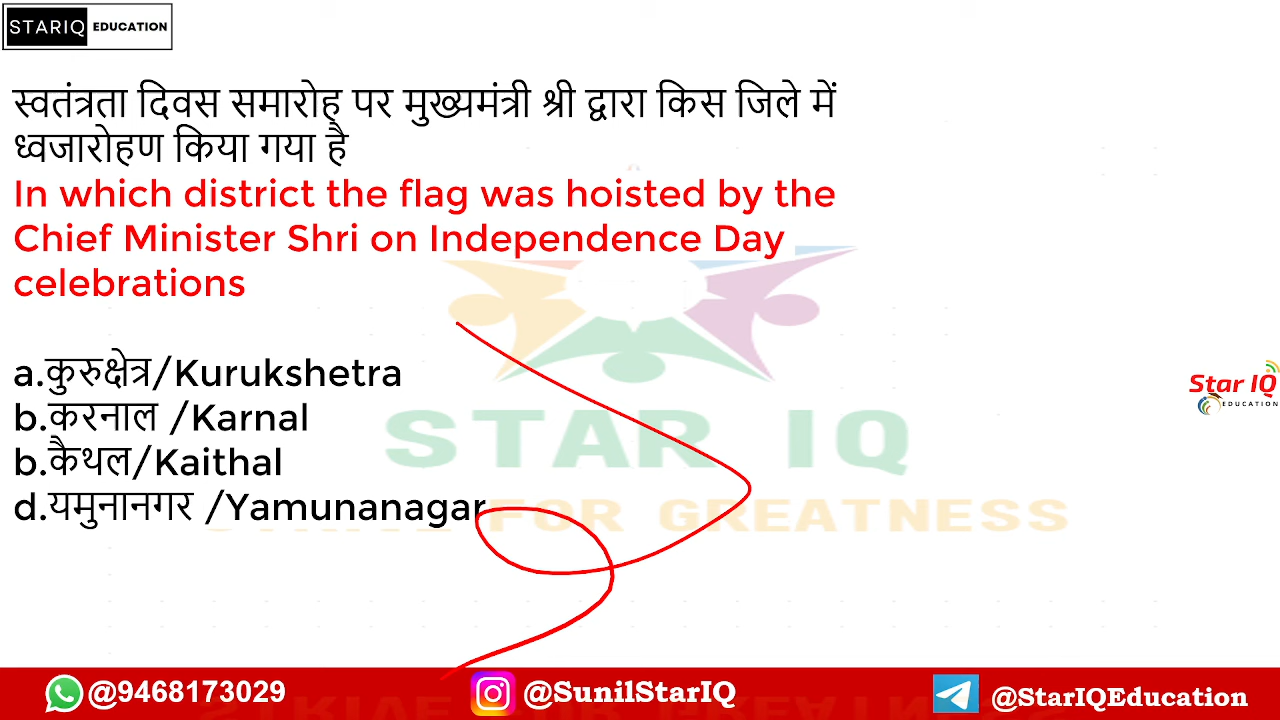 STARIQ EDUCATION
स्वतंत्रता दिवस समारोह पर मुख्यमंत्री श्री द्वारा किस जिले में
ध्वजारोहण किया गया है
In which district the flag was hoisted by the
Chief Minister Shri on Independence Day
celebrations
a.कुरुक्षेत्र/Kurukshetra
b.करनाल /Karnal
b.कैथल/Kaithal
d.यमुनानगर /Yamunanagar
STAR IQ
FOR GREATNESS
Star IQ
EDUCATION
@9468173029 @SunilStarIQ @StarIQEducation